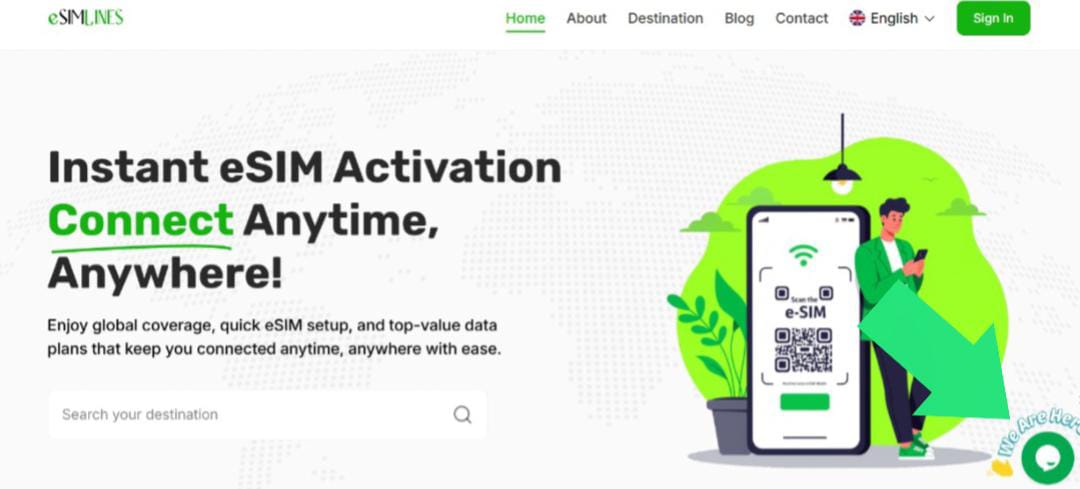 eSIMLINES
Home About Destination Blog Contact English Sign In
Instant eSIM Activation
Connect Anytime,
Anywhere!
Enjoy global coverage, quick eSIM setup, and top-value data
plans that keep you connected anytime, anywhere with ease.
Search your destination
Scan the
e-SIM
We Are Here